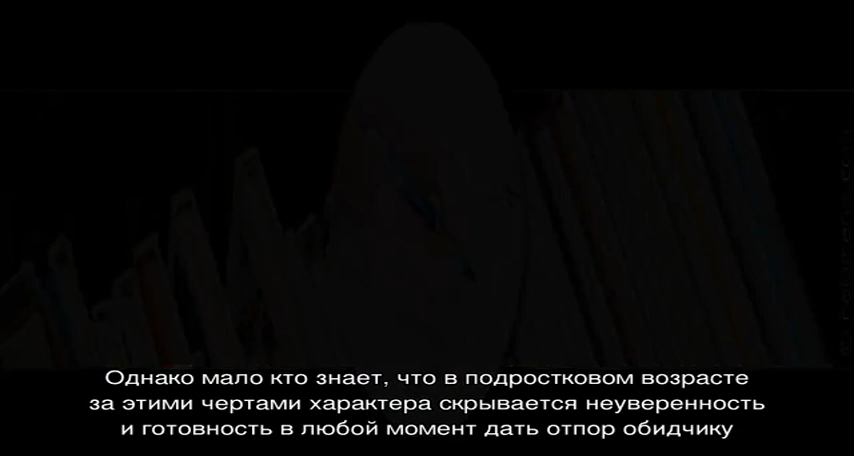 Однако мало кто знает, что в подростковом возрасте
за этими чертами характера скрывается неуверенность
и готовность в любой момент дать отпор обидчику